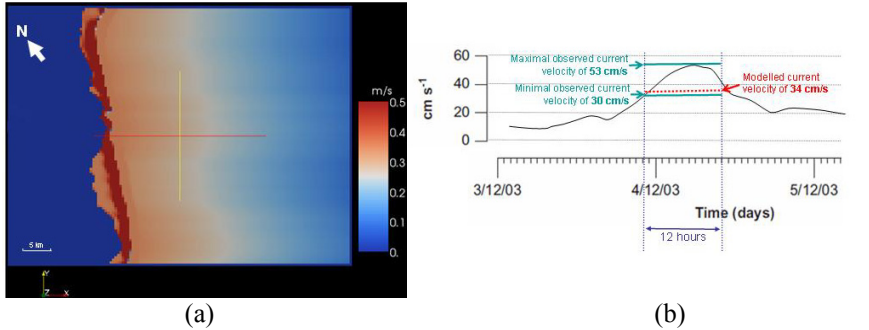 N
m/s
0.5
0.4
0.3
0.2
0.1
0.
5 km
Y
Z
X
(a)
cm s⁻¹
60
40
20
0
Maximal observed current
velocity of 53 cm/s
Minimal observed current
velocity of 30 cm/s
Modelled current
velocity of 34 cm/s
3/12/03
4/12/03
5/12/03
Time (days)
12 hours
(b)